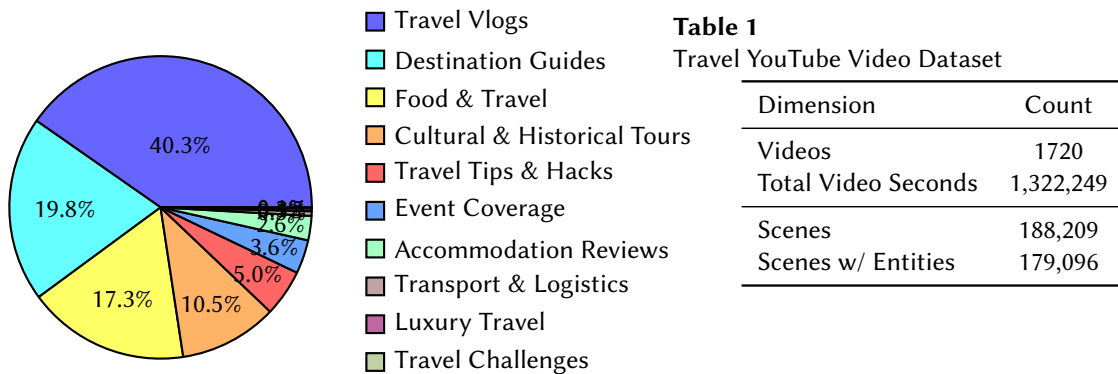 40.3%
19.8%
17.3%
10.5%
5.0%
3.6%
2.6%
Travel Vlogs
Destination Guides
Food & Travel
Cultural & Historical Tours
Travel Tips & Hacks
Event Coverage
Accommodation Reviews
Transport & Logistics
Luxury Travel
Travel Challenges
Table 1
Travel YouTube Video Dataset
Dimension Count
Videos 1720
Total Video Seconds 1,322,249
Scenes 188,209
Scenes w/ Entities 179,096